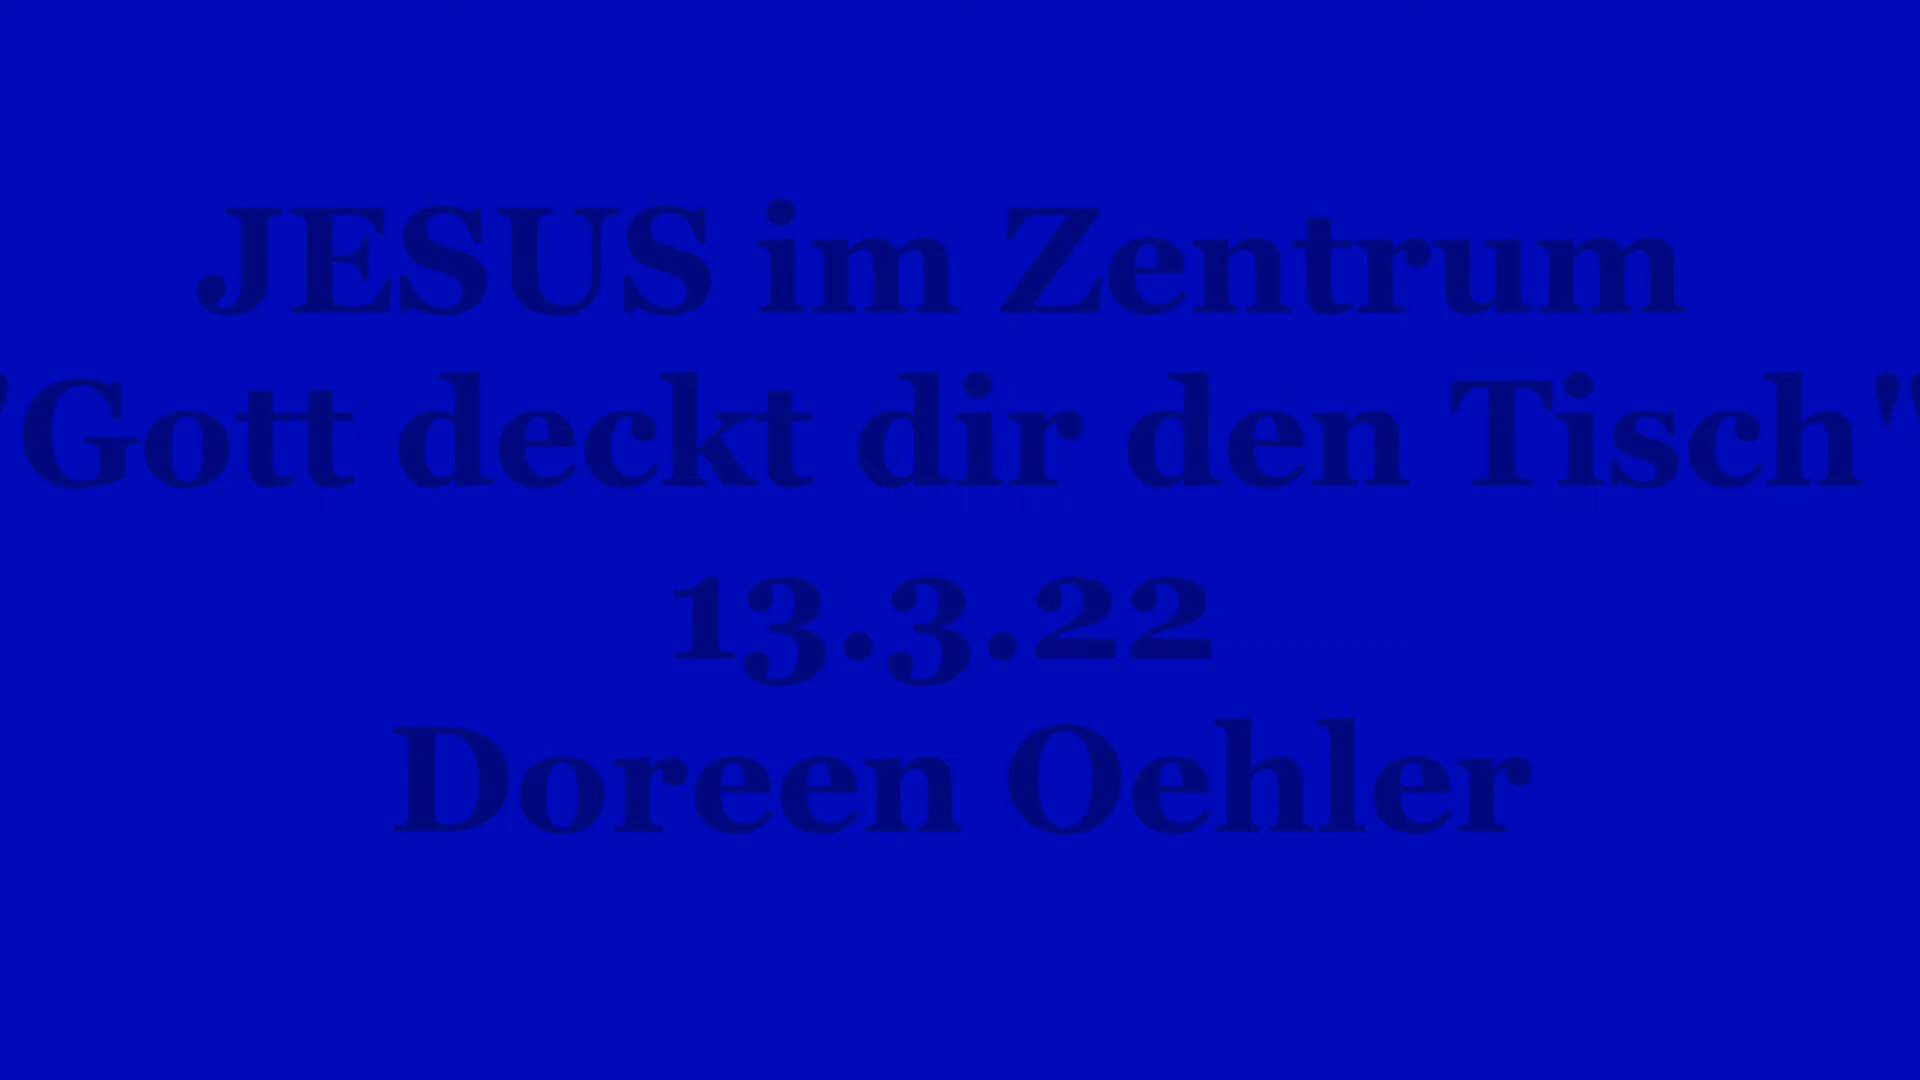 JESUS im Zentrum
"Gott deckt dir den Tisch"
13.3.22
Doreen Oehler